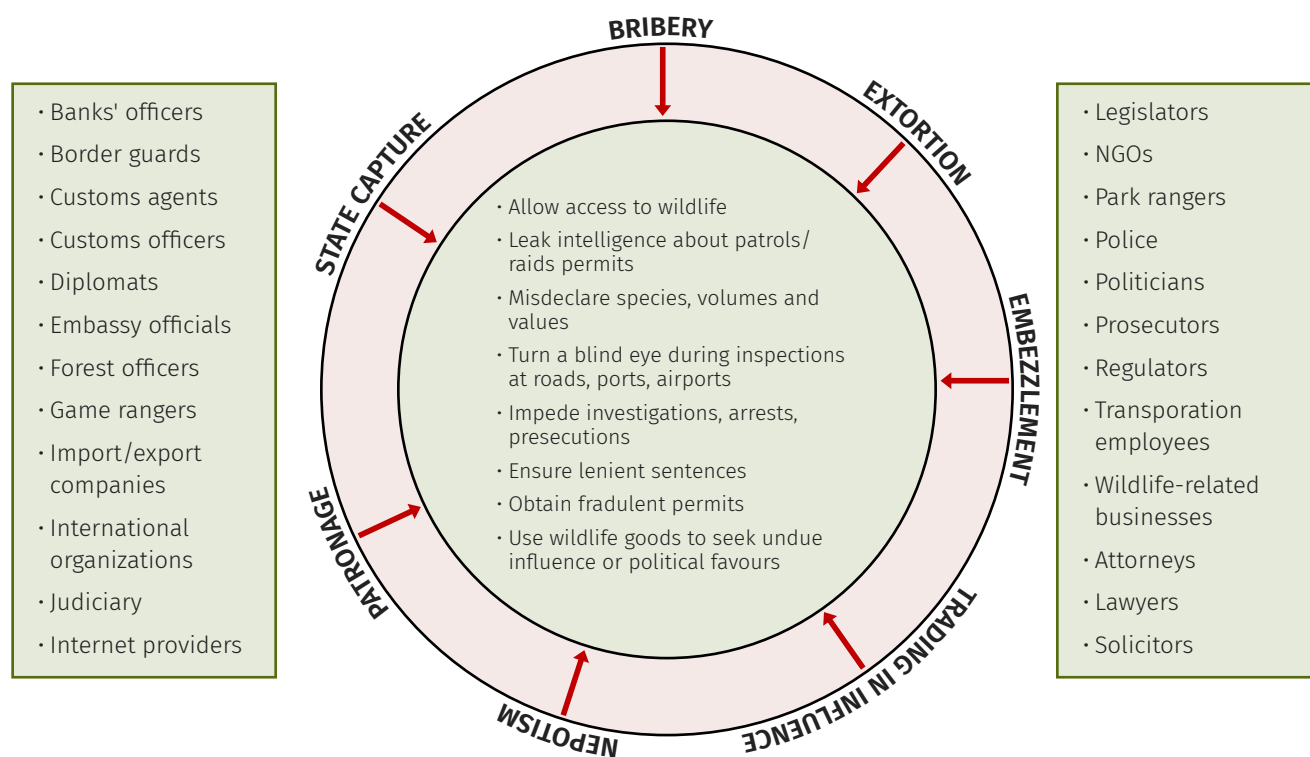 BRIBERY
EXTORTION
EMBEZZLEMENT
TRADING IN INFLUENCE
NEPOTISM
PATRONAGE
STATE CAPTURE
· Banks' officers
· Border guards
· Customs agents
· Customs officers
· Diplomats
· Embassy officials
· Forest officers
· Game rangers
· Import/export
companies
· International
organizations
· Judiciary
· Internet providers
· Allow access to wildlife
· Leak intelligence about patrols/
raids permits
· Misdeclare species, volumes and
values
· Turn a blind eye during inspections
at roads, ports, airports
· Impede investigations, arrests,
presecutions
· Ensure lenient sentences
· Obtain fradulent permits
· Use wildlife goods to seek undue
influence or political favours
· Legislators
· NGOs
· Park rangers
· Police
· Politicians
· Prosecutors
· Regulators
· Transporation
employees
· Wildlife-related
businesses
· Attorneys
· Lawyers
· Solicitors